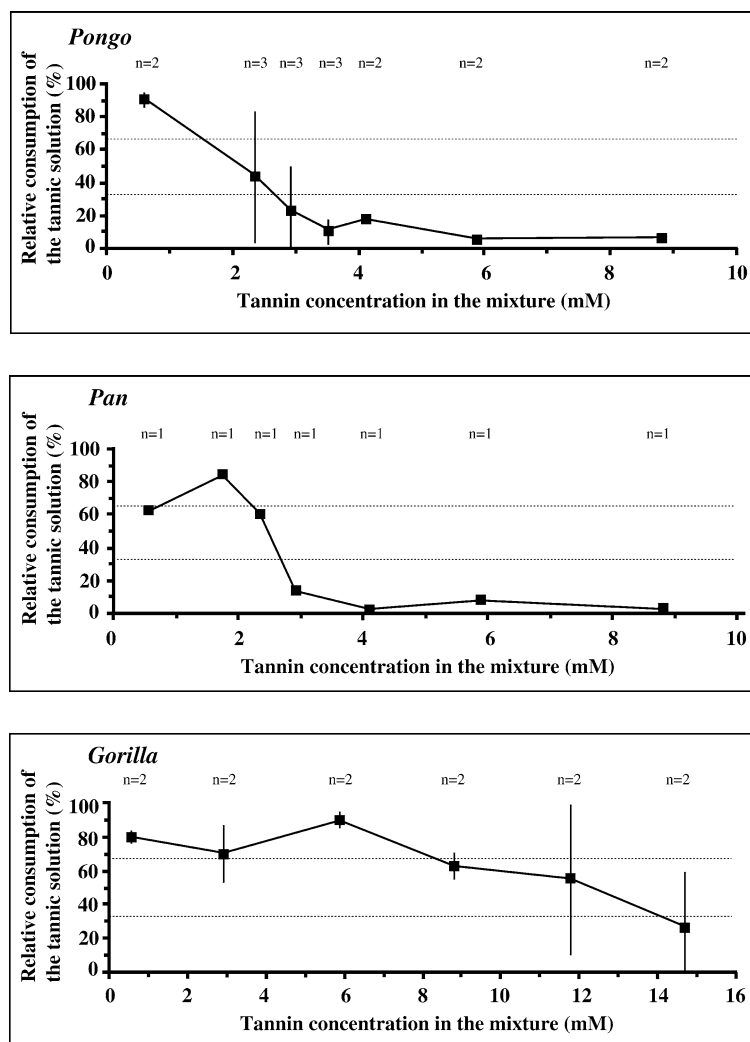 Pongo
n=2 n=3 n=3 n=3 n=2 n=2 n=2
Relative consumption of
the tannic solution (%)
100
80
60
40
20
0
0 2 4 6 8 10
Tannin concentration in the mixture (mM)
Pan
n=1 n=1 n=1 n=1 n=1 n=1 n=1
Relative consumption of
the tannic solution (%)
100
80
60
40
20
0
0 2 4 6 8 10
Tannin concentration in the mixture (mM)
Gorilla
n=2 n=2 n=2 n=2 n=2 n=2
Relative consumption of
the tannic solution (%)
100
80
60
40
20
0
0 2 4 6 8 10 12 14 16
Tannin concentration in the mixture (mM)